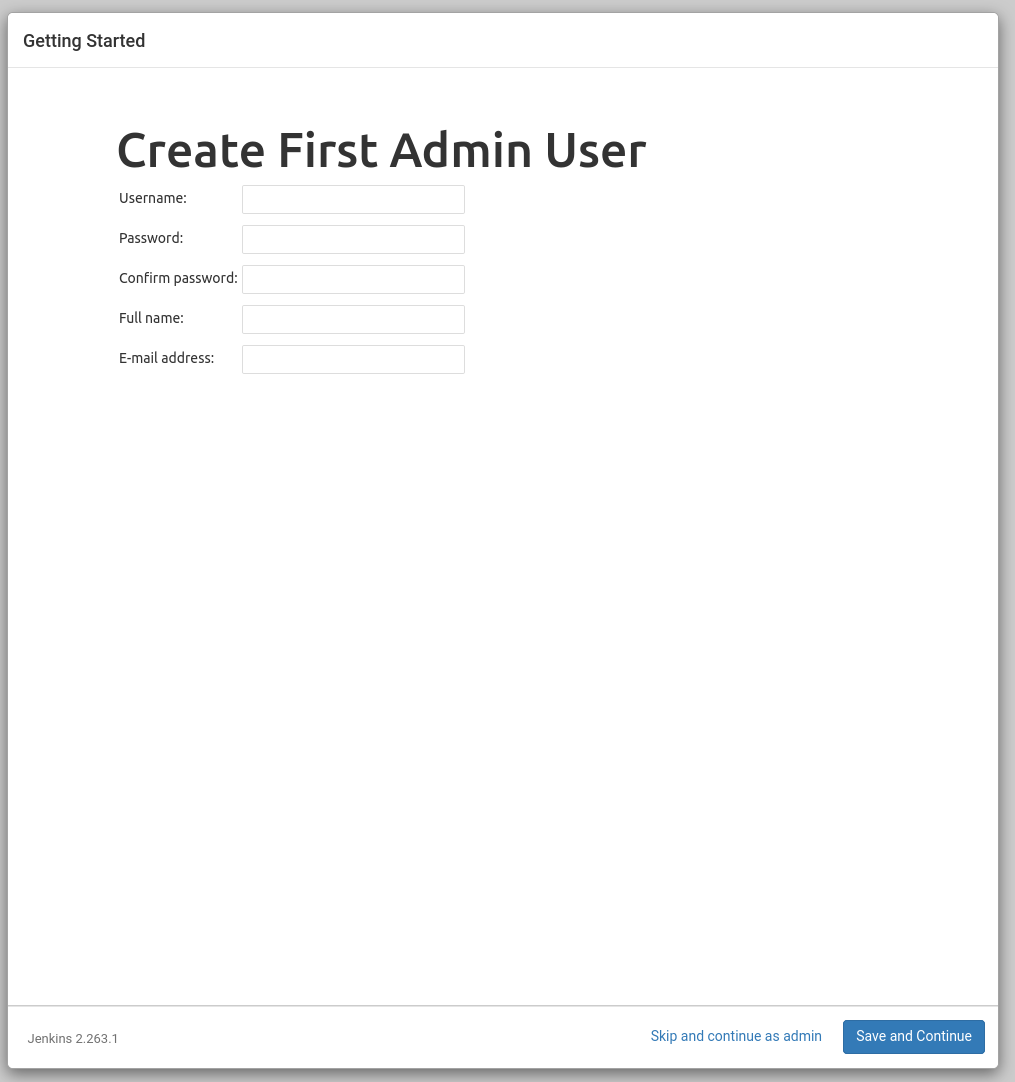 Getting Started
Create First Admin User
Username:
Password:
Confirm password:
Full name:
E-mail address:
Jenkins 2.263.1
Skip and continue as admin
Save and Continue